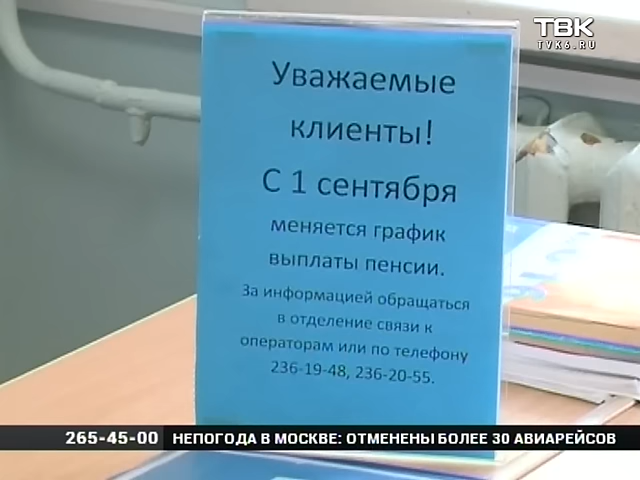 ТВК
TVK6.RU
Уважаемые
клиенты!
С 1 сентября
меняется график
выплаты пенсии.
За информацией обращаться
в отделение связи к
операторам или по телефону
236-19-48, 236-20-55.
265-45-00 НЕПОГОДА В МОСКВЕ: ОТМЕНЕНЫ БОЛЕЕ 30 АВИАРЕЙСОВ